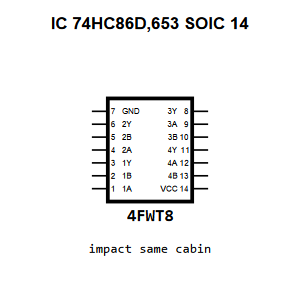 IC 74HC86D,653 SOIC 14
7 GND 3Y 8
6 2Y 3A 9
5 2B 3B 10
4 2A 4Y 11
3 1Y 4A 12
2 1B 4B 13
1 1A VCC 14
4FWT8
impact same cabin